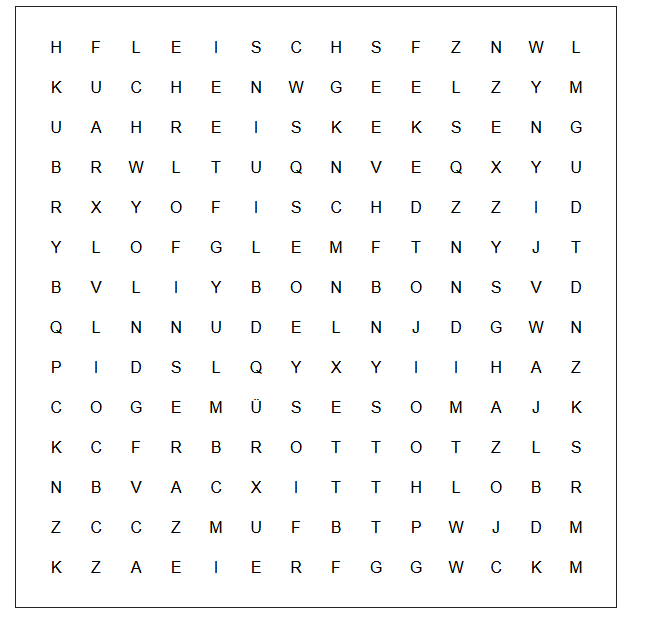 H F L E I S C H S F Z N W L
K U C H E N W G E E L Z Y M
U A H R E I S K E K S E N G
B R W L T U Q N V E Q X Y U
R X Y O F I S C H D Z Z I D
Y L O F G L E M F T N Y J T
B V L I Y B O N B O N S V D
Q L N N U D E L N J D G W N
P I D S L Q Y X Y I I H A Z
C O G E M Ü S E S O M A J K
K C F R B R O T T O T Z L S
N B V A C X I T T H L O B R
Z C C Z M U F B T P W J D M
K Z A E I E R F G G W C K M